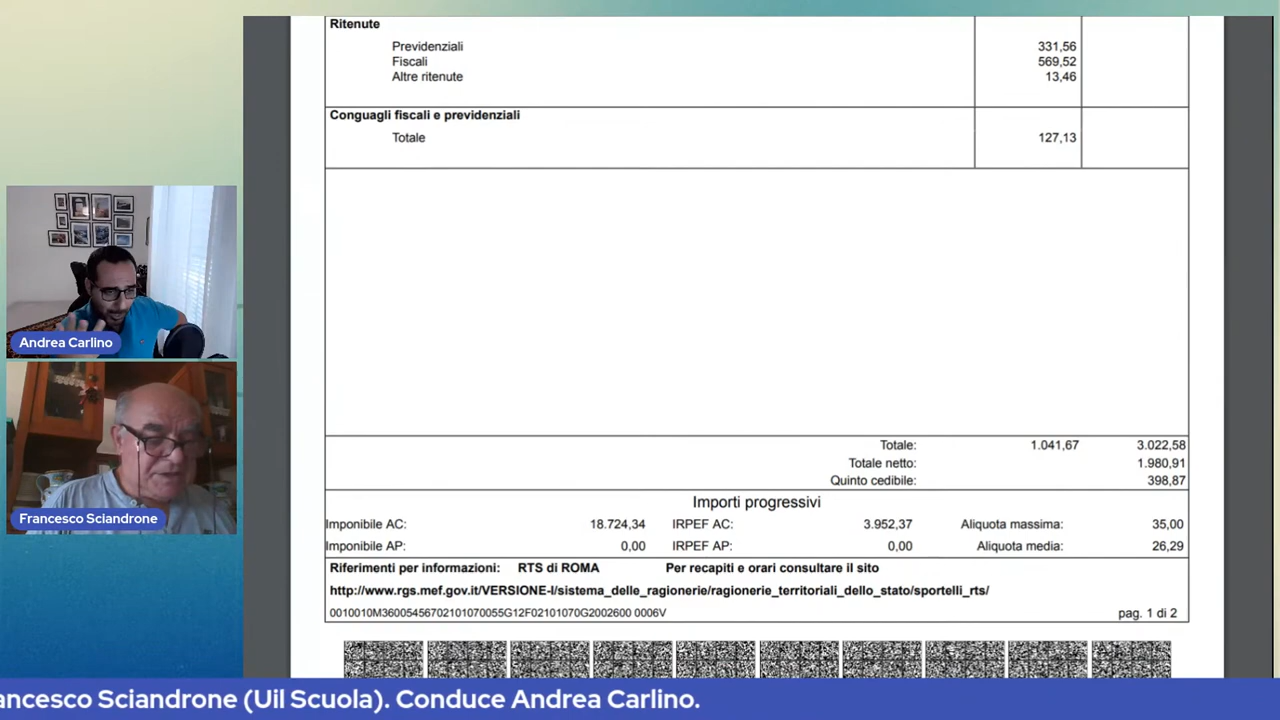 Ritenute
Previdenziali 331,56
Fiscali 569,52
Altre ritenute 13,46
Conguagli fiscali e previdenziali
Totale 127,13
Totale: 1.041,67 3.022,58
Totale netto: 1.980,91
Quinto cedibile: 398,87
Importi progressivi
Imponibile AC: 18.724,34 IRPEF AC: 3.952,37 Aliquota massima: 35,00
Imponibile AP: 0,00 IRPEF AP: 0,00 Aliquota media: 26,29
Riferimenti per informazioni: RTS di ROMA Per recapiti e orari consultare il sito
http://www.rgs.mef.gov.it/VERSIONE-I/sistema_delle_ragionerie/ragionerie_territoriali_dello_stato/sportelli_rts/
0010010M36005456702101070055G12F02101070G2002600 0006V
pag. 1 di 2
Andrea Carlino
Francesco Sciandrone
ancesco Sciandrone (Uil Scuola). Conduce Andrea Carlino.